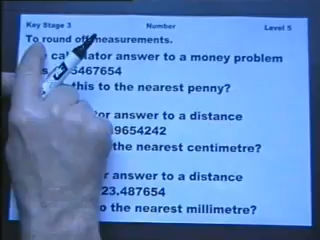 Key Stage 3 Number Level 5
To round off measurements.
answer to a money problem
5467654
this to the nearest penny?
answer to a distance
9654242
the nearest centimetre?
answer to a distance
23.487654
to the nearest millimetre?